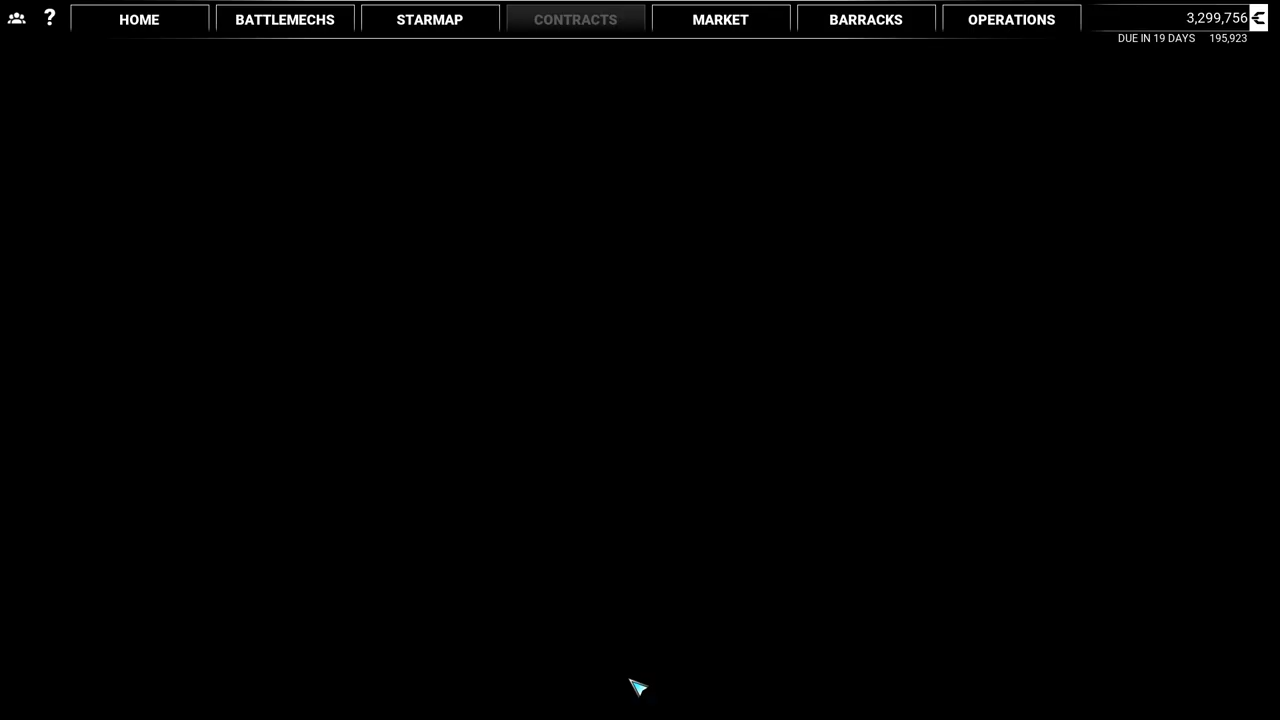 ? HOME BATTLEMECHS STARMAP CONTRACTS MARKET BARRACKS OPERATIONS 3,299,756
DUE IN 19 DAYS 195,923